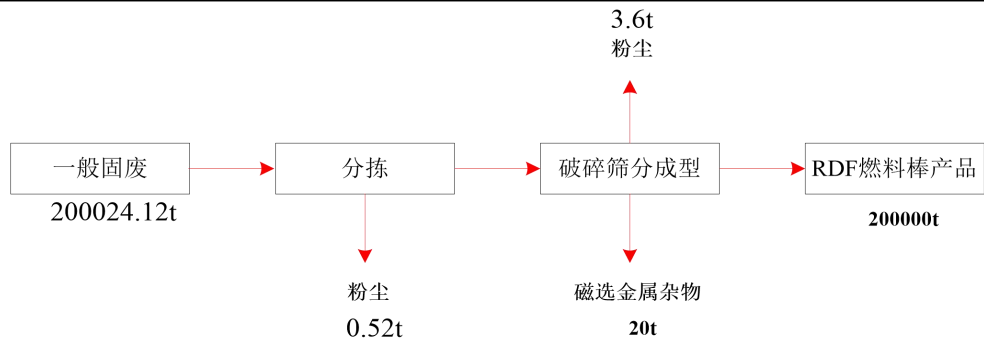 3.6t
粉尘
一般固废
分拣
破碎筛分成型
RDF燃料棒产品
200024.12t
200000t
粉尘
磁选金属杂物
0.52t
20t